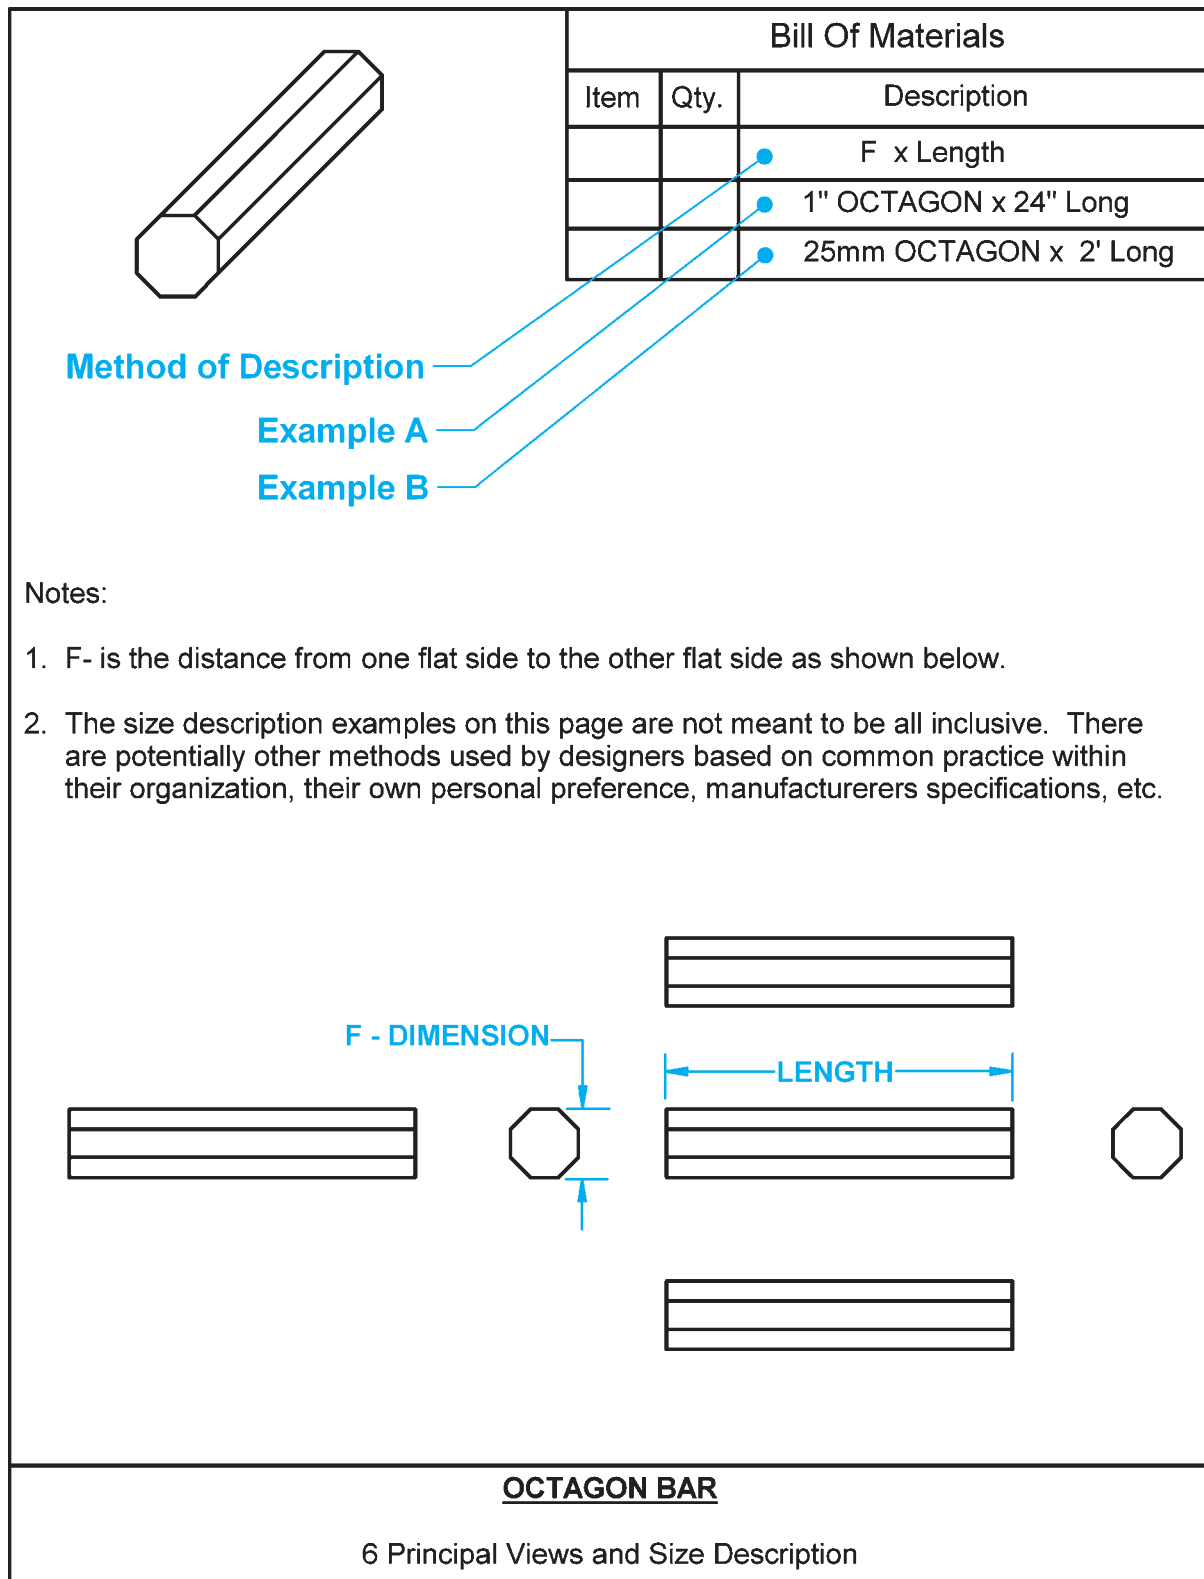 Bill Of Materials
Item Qty. Description
F x Length
1" OCTAGON x 24" Long
25mm OCTAGON x 2' Long
Method of Description
Example A
Example B
Notes:
1. F- is the distance from one flat side to the other flat side as shown below.
2. The size description examples on this page are not meant to be all inclusive. There
are potentially other methods used by designers based on common practice within
their organization, their own personal preference, manufacturerers specifications, etc.
F - DIMENSION
LENGTH
OCTAGON BAR
6 Principal Views and Size Description